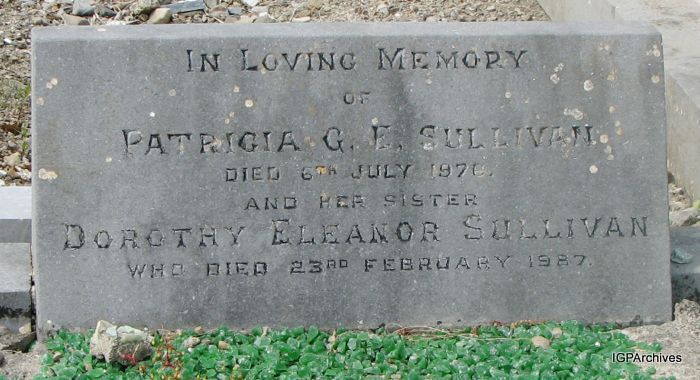 IN LOVING MEMORY
OF
PATRICIA G. E. SULLIVAN
DIED 6TH JULY
AND HER SISTER
DOROTHY ELEANOR SULLIVAN
WHO DIED 23RD FEBRUARY 1987.
IGPArchives